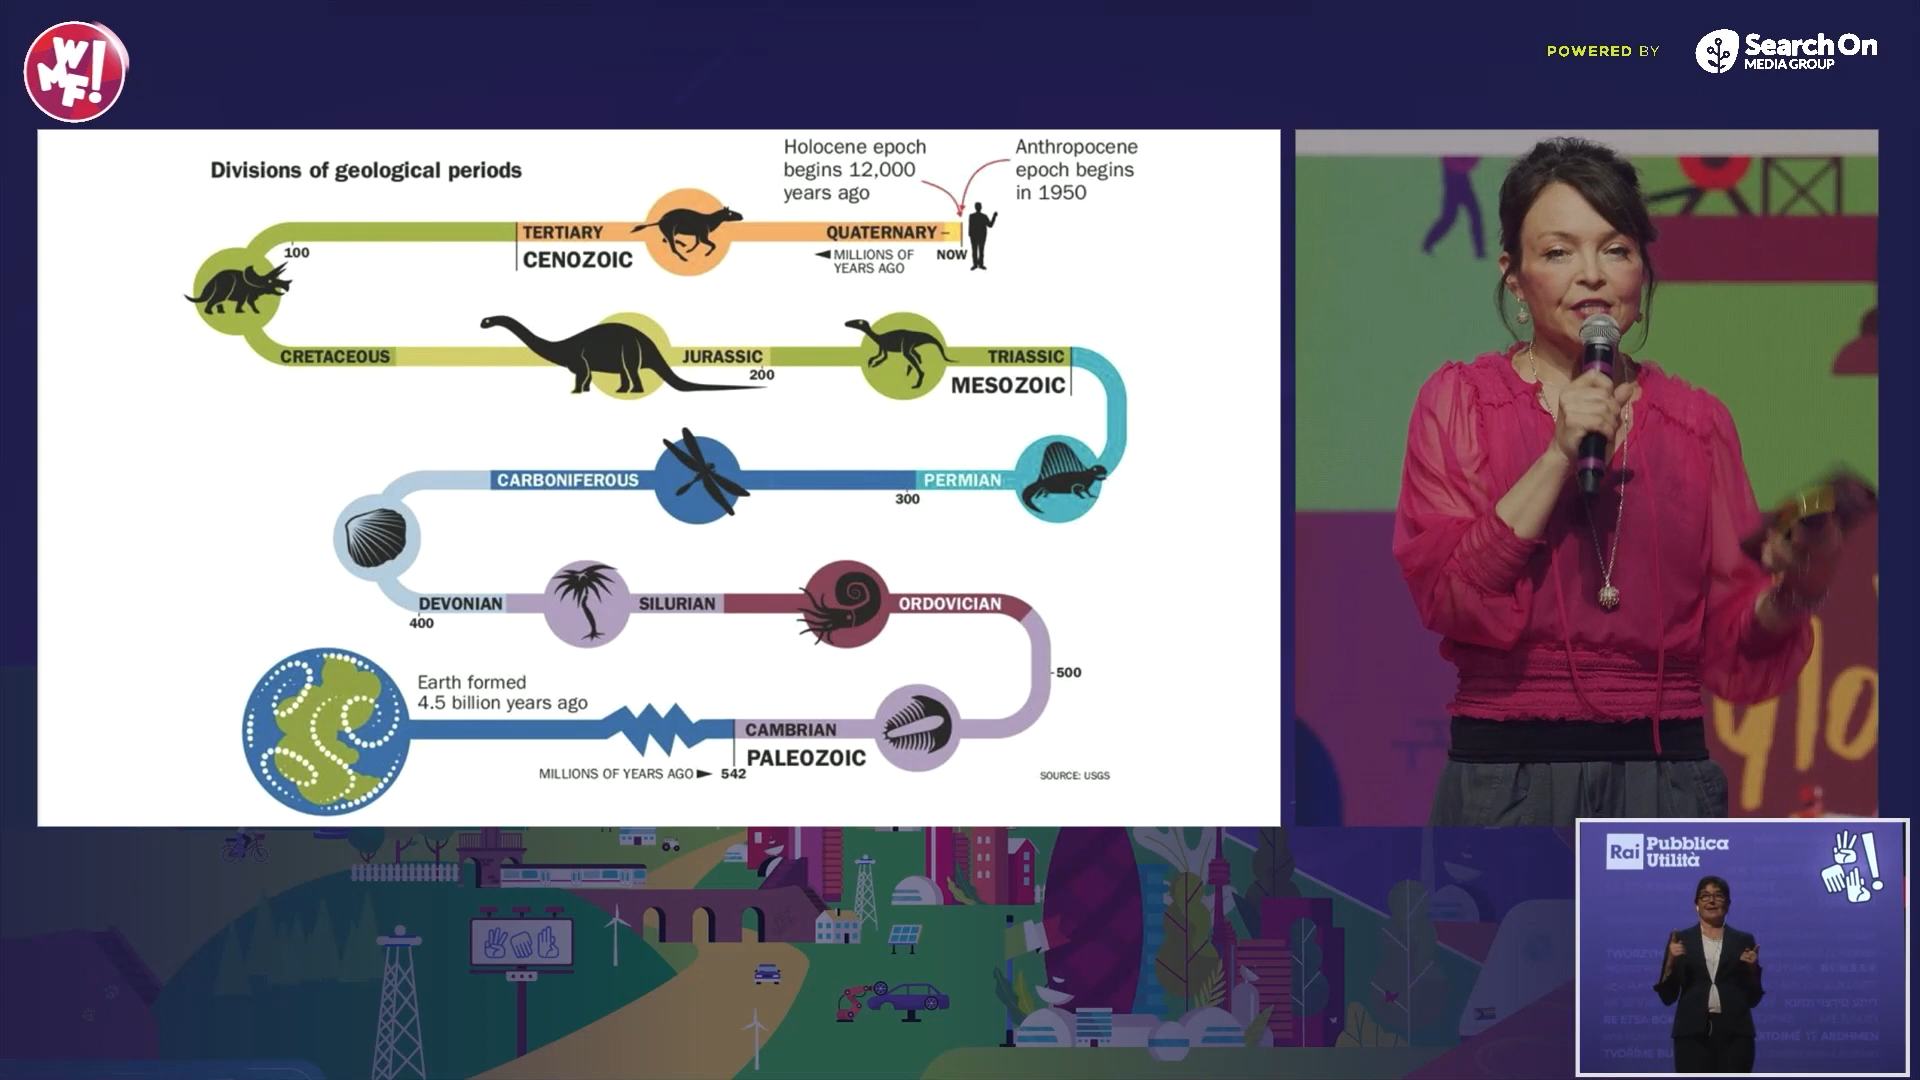 WMF!
POWERED BY
Search On
MEDIA GROUP
Divisions of geological periods
Holocene epoch
begins 12,000
years ago
Anthropocene
epoch begins
in 1950
TERTIARY
QUATERNARY
100
CENOZOIC
MILLIONS OF
YEARS AGO
NOW
CRETACEOUS
JURASSIC
TRIASSIC
200
MESOZOIC
CARBONIFEROUS
PERMIAN
300
DEVONIAN
SILURIAN
ORDOVICIAN
400
500
Earth formed
4.5 billion years ago
CAMBRIAN
PALEOZOIC
MILLIONS OF YEARS AGO
542
SOURCE: USGS
ylo
Rai Pubblica
Utilità